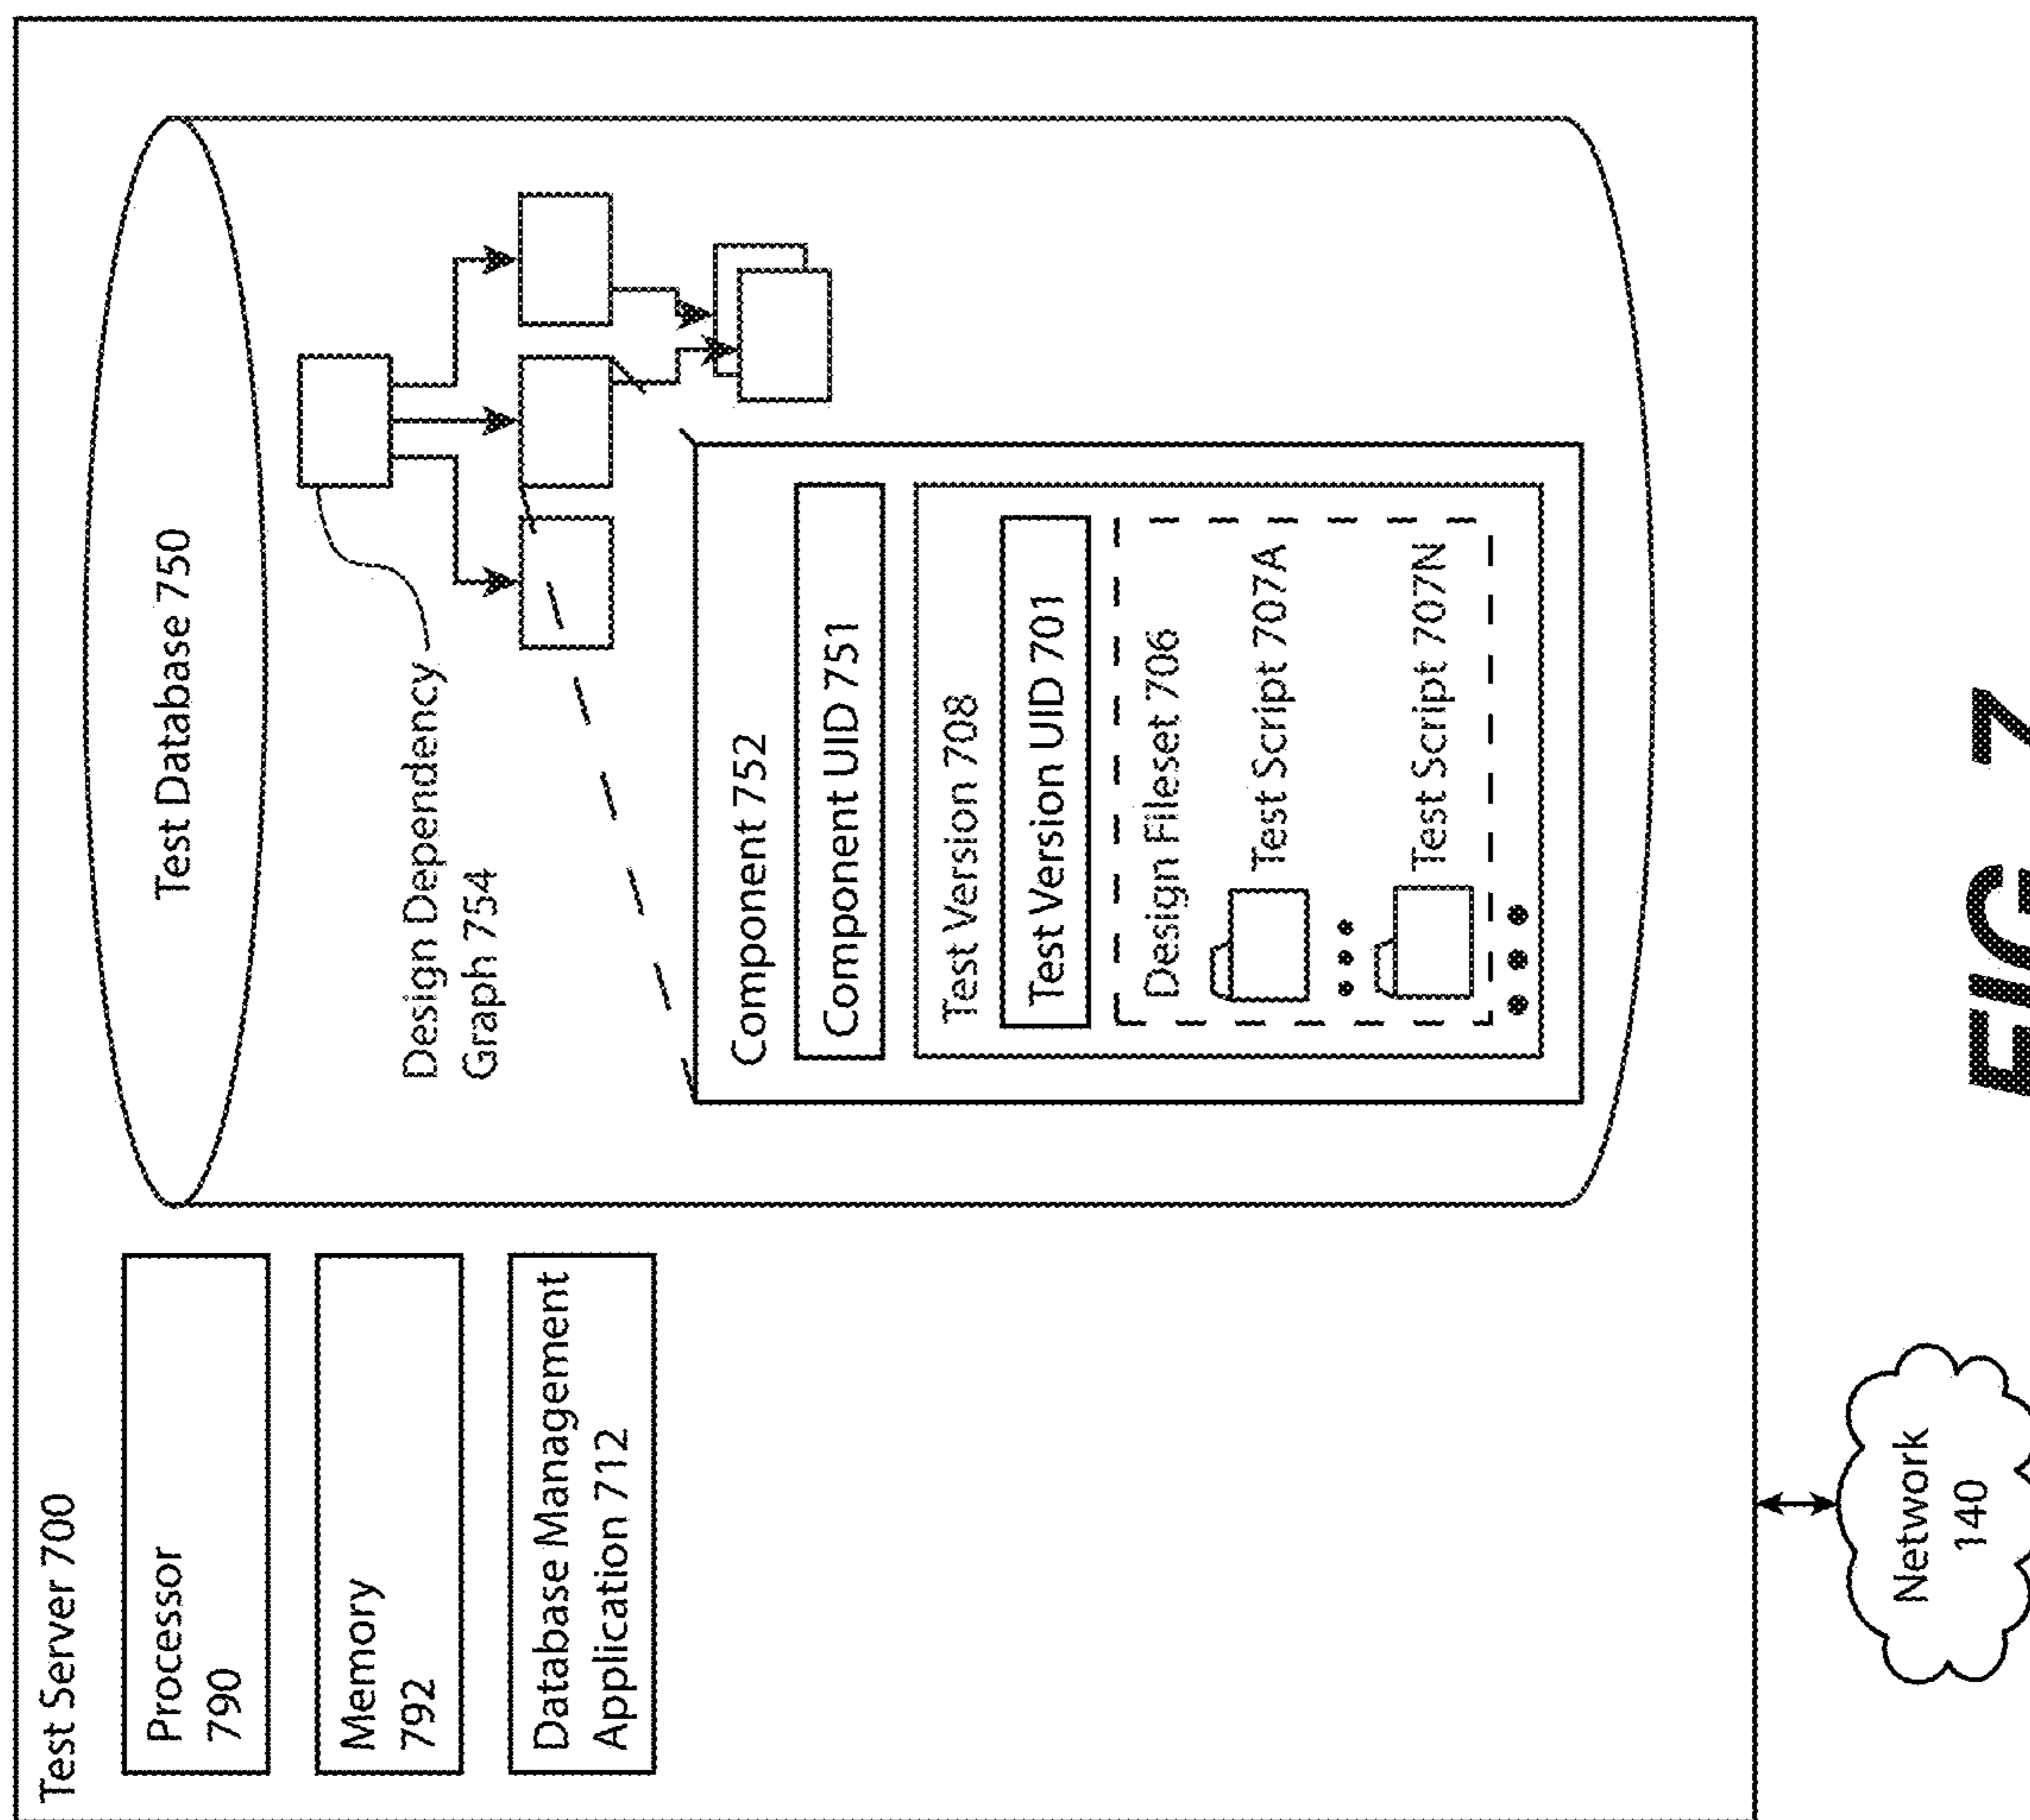 Test Server 700
Processor
790
Memory
792
Database Management
Application 712
Test Database 750
Design Dependency
Graph 754
Component 752
Component UID 751
Test Version 708
Test Version UID 701
Design Fileset 706
Test Script 707A
Test Script 707N
Network
140
FIG 7